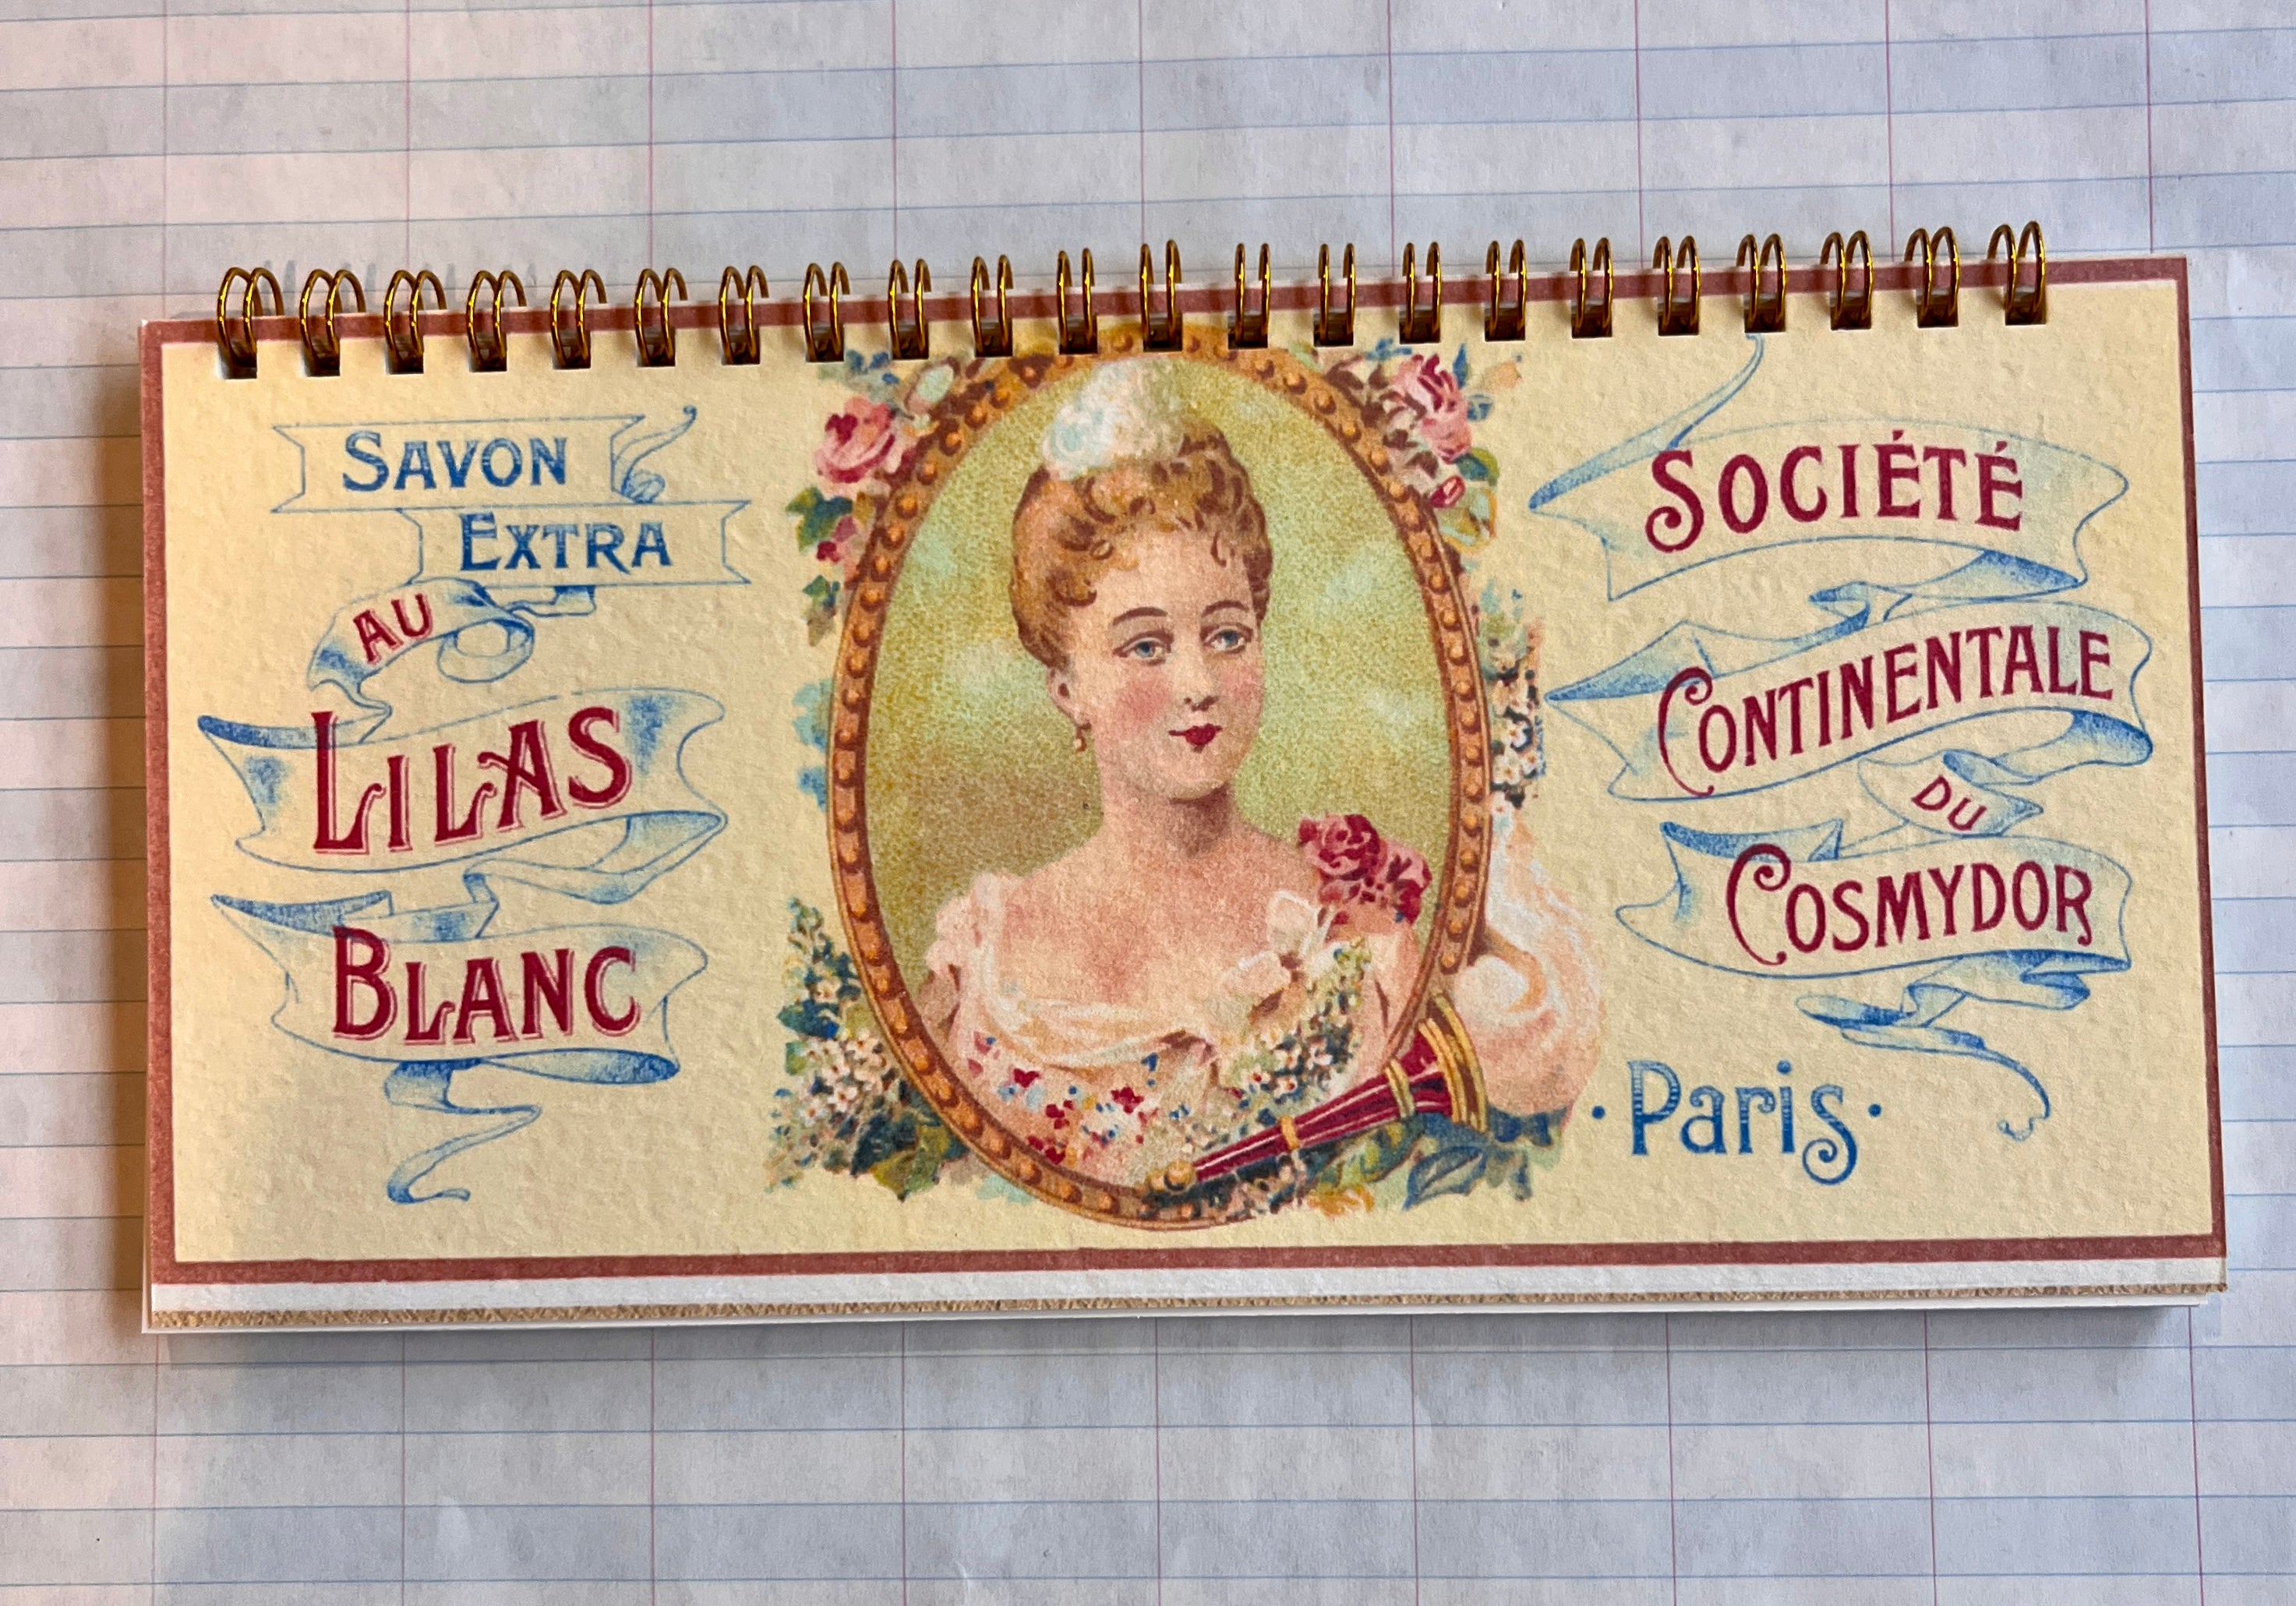 SAVON
EXTRA
AU
LILAS
BLANC
SOCIÉTÉ
CONTINENTALE
DU
COSMYDOR
· Paris ·